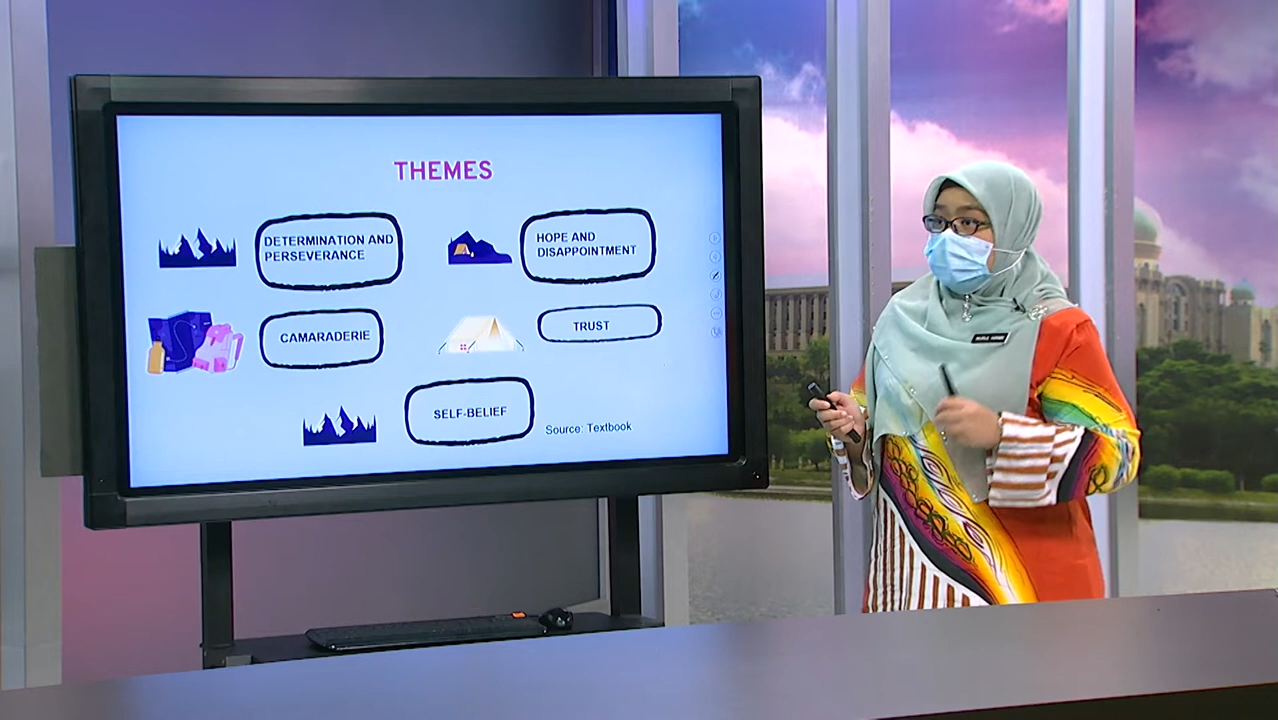 THEMES
DETERMINATION AND
PERSEVERANCE
HOPE AND
DISAPPOINTMENT
CAMARADERIE
TRUST
SELF-BELIEF
Source: Textbook